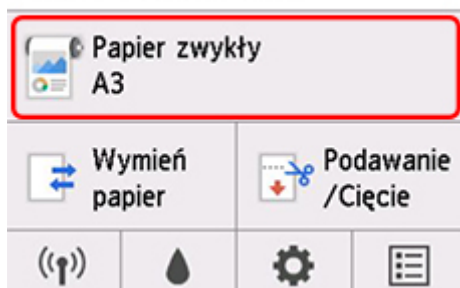 Papier zwykły
A3
Wymień
papier
Podawanie
/Cięcie